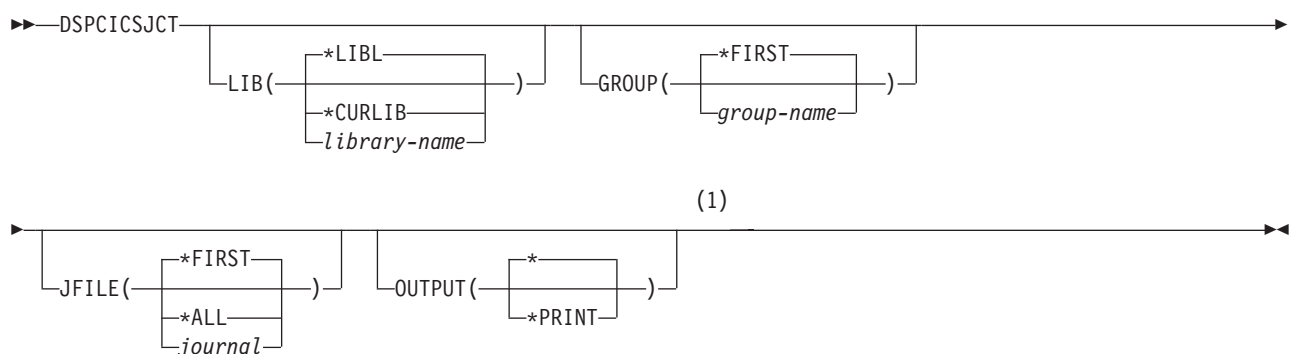 DSPCICSJCT
*LIBL
*FIRST
LIB( ) GROUP( )
*CURLIB group-name
library-name
(1)
*FIRST *
JFILE( ) OUTPUT( )
*ALL *PRINT
journal